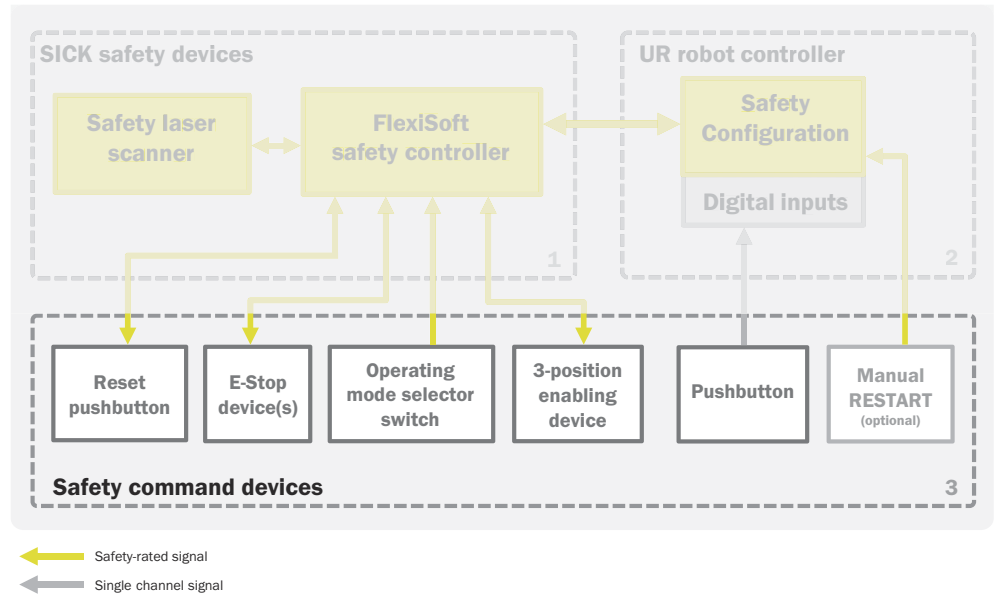 SICK safety devices
UR robot controller
Safety laser
scanner
FlexiSoft
safety controller
Safety
Configuration
Digital inputs
1
2
Reset
pushbutton
E-Stop
device(s)
Operating
mode selector
switch
3-position
enabling
device
Pushbutton
Manual
RESTART
(optional)
Safety command devices
3
Safety-rated signal
Single channel signal